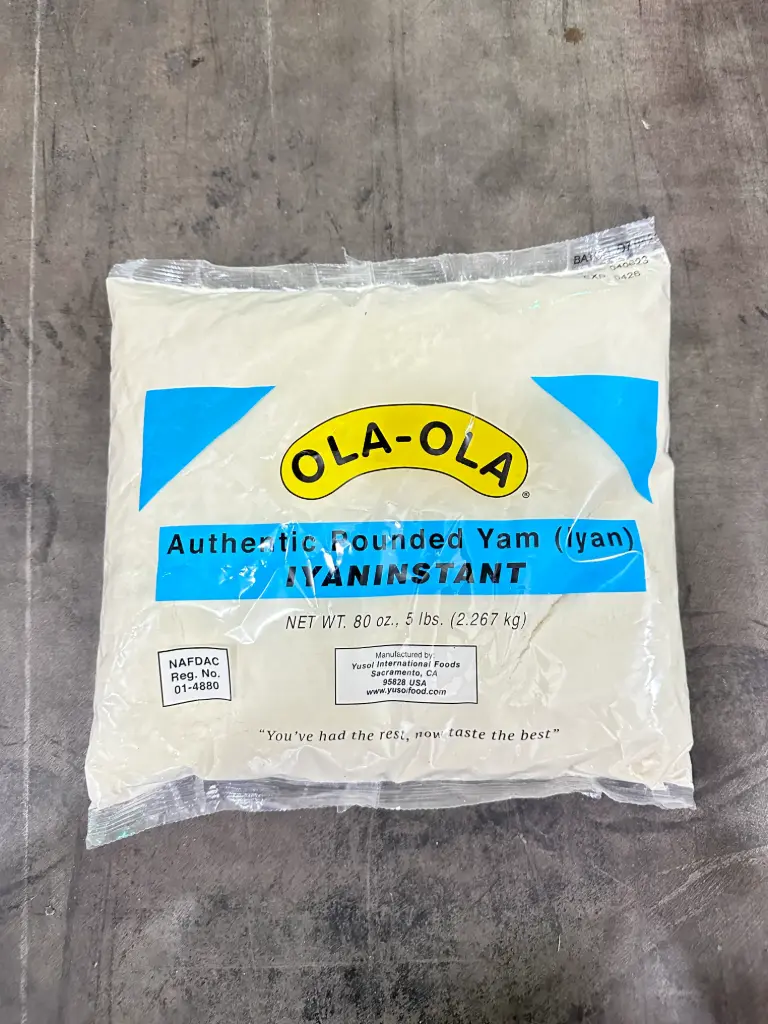 OLA-OLA
®
Authentic Pounded Yam (Iyan)
IYANINSTANT
NET WT. 80 oz., 5 lbs. (2.267 kg)
NAFDAC
Reg. No.
01-4880
Manufactured by:
Yusol International Foods
Sacramento, CA
95828 USA
www.yusolfood.com
"You've had the rest, now taste the best"